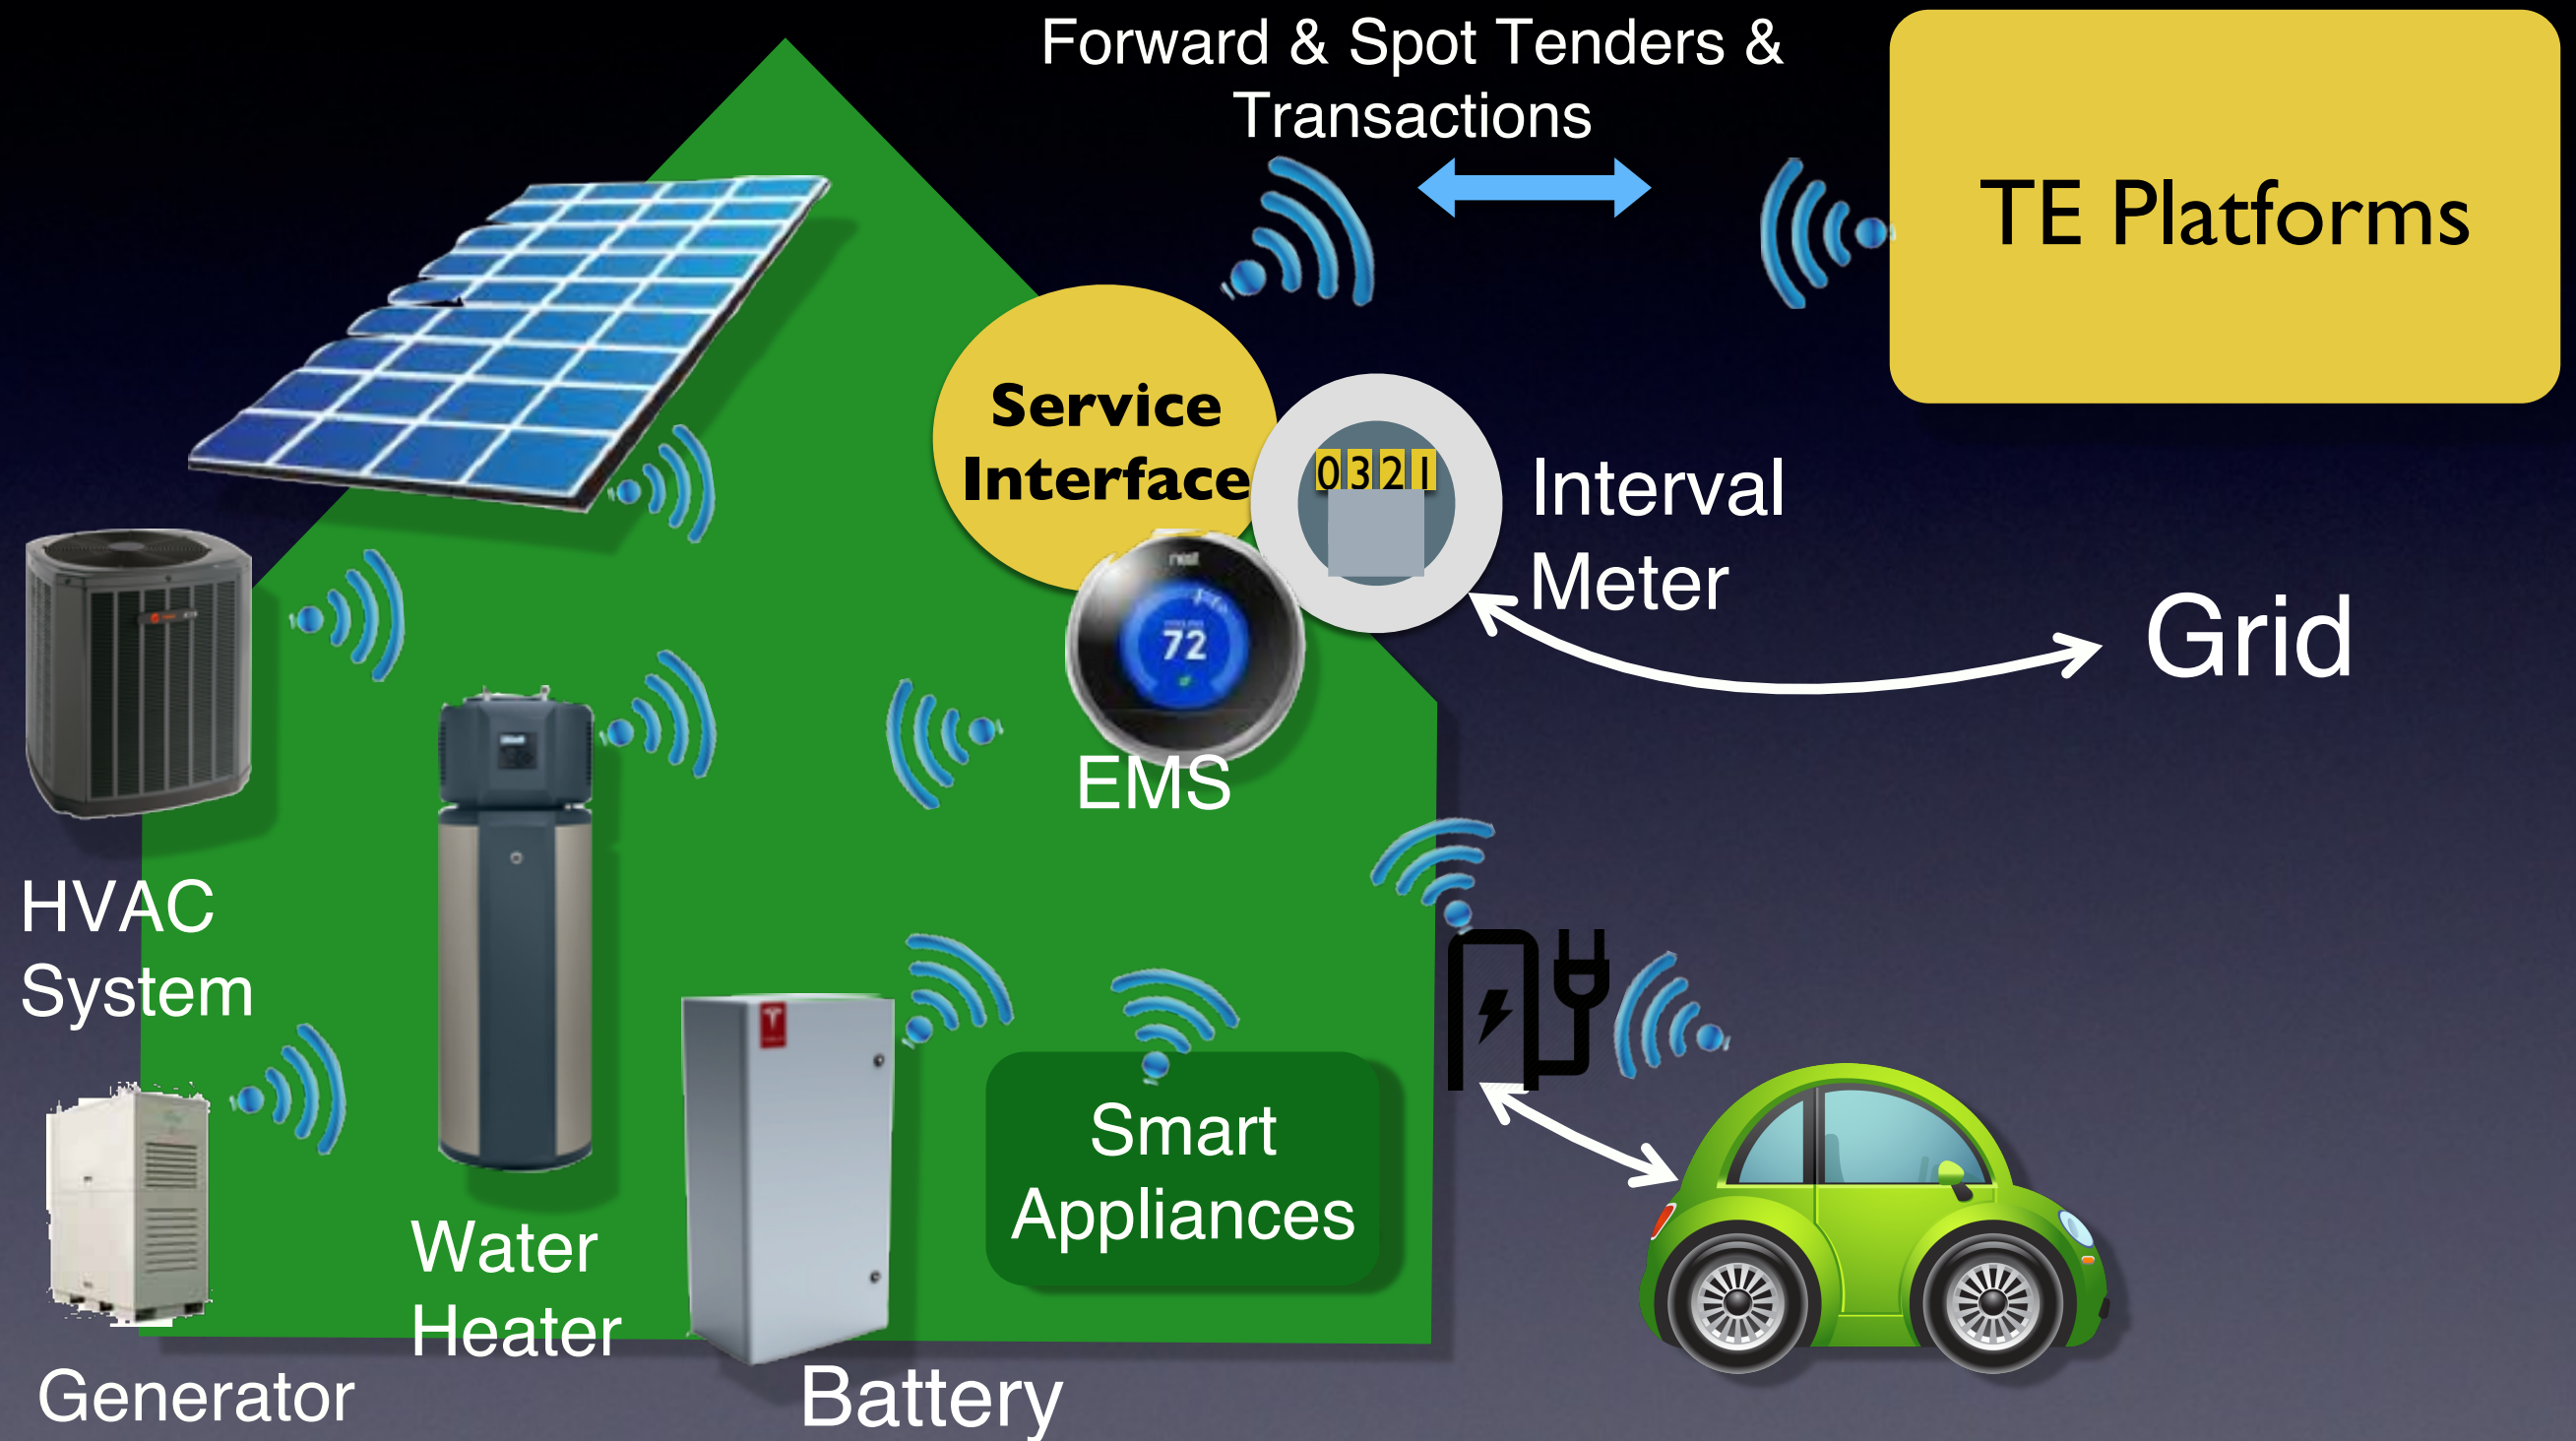 Forward & Spot Tenders &
Transactions
TE Platforms
Service
Interface
0321
Interval
Meter
Grid
nest
72
EMS
HVAC
System
Smart
Appliances
Water
Heater
Generator
Battery